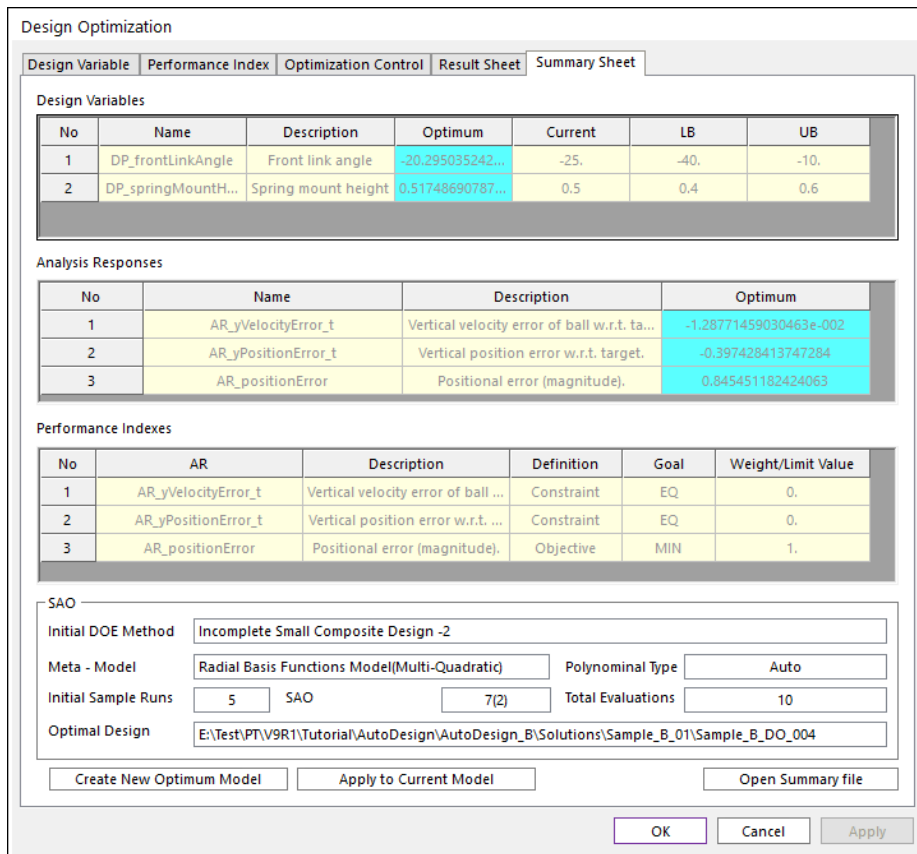 Design Optimization
Design Variable Performance Index Optimization Control Result Sheet Summary Sheet
Design Variables
No Name Description Optimum Current LB UB
1 DP_frontLinkAngle Front link angle -20.295035242... -25. -40. -10.
2 DP_springMountH... Spring mount height 0.51748690787... 0.5 0.4 0.6
Analysis Responses
No Name Description Optimum
1 AR_yVelocityError_t Vertical velocity error of ball w.r.t. ta... -1.28771459030463e-002
2 AR_yPositionError_t Vertical position error w.r.t. target. -0.397428413747284
3 AR_positionError Positional error (magnitude). 0.845451182424063
Performance Indexes
No AR Description Definition Goal Weight/Limit Value
1 AR_yVelocityError_t Vertical velocity error of ball ... Constraint EQ 0.
2 AR_yPositionError_t Vertical position error w.r.t. ... Constraint EQ 0.
3 AR_positionError Positional error (magnitude). Objective MIN 1.
SAO
Initial DOE Method Incomplete Small Composite Design -2
Meta - Model Radial Basis Functions Model(Multi-Quadratic) Polynominal Type Auto
Initial Sample Runs 5 SAO 7(2) Total Evaluations 10
Optimal Design E:\Test\PT\V9R1\Tutorial\AutoDesign\AutoDesign_B\Solutions\Sample_B_01\Sample_B_DO_004
Create New Optimum Model Apply to Current Model Open Summary file
OK Cancel Apply